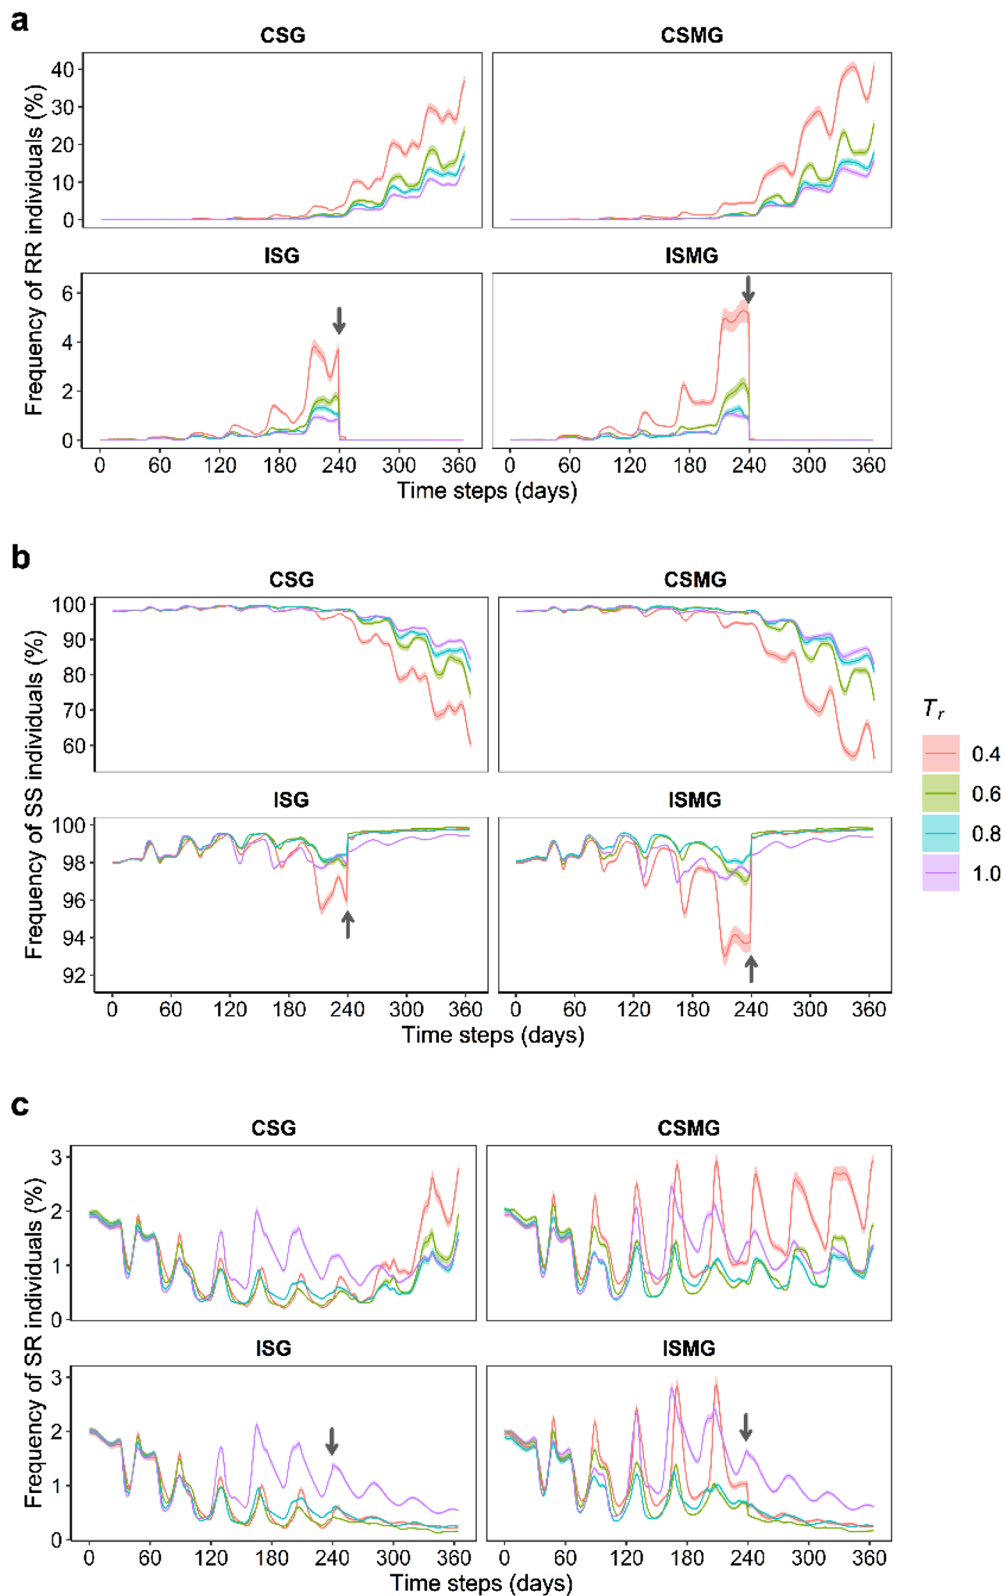 a
CSG
CSMG
40
30
20
10
0
ISG
ISMG
6
4
2
0
Frequency of RR individuals (%)
0 60 120 180 240 300 360
0 60 120 180 240 300 360
Time steps (days)
b
CSG
CSMG
100
90
80
70
60
ISG
ISMG
100
98
96
94
92
Frequency of SS individuals (%)
0 60 120 180 240 300 360
0 60 120 180 240 300 360
Time steps (days)
Tr
0.4
0.6
0.8
1.0
c
CSG
CSMG
3
2
1
0
ISG
ISMG
3
2
1
0
Frequency of SR individuals (%)
0 60 120 180 240 300 360
0 60 120 180 240 300 360
Time steps (days)